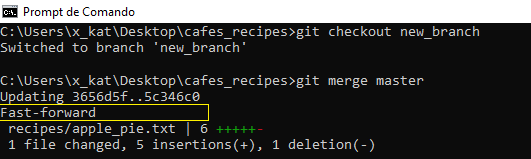 Prompt de Comando
C:\Users\x_kat\Desktop\cafes_recipes>git checkout new_branch
Switched to branch 'new_branch'
C:\Users\x_kat\Desktop\cafes_recipes>git merge master
Updating 3656d5f..5c346c0
Fast-forward
recipes/apple_pie.txt | 6 +++++-
1 file changed, 5 insertions(+), 1 deletion(-)